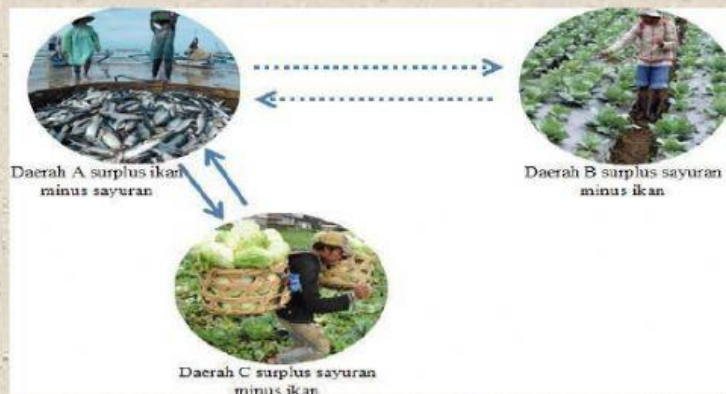 Daerah A surplus ikan
minus sayuran
Daerah B surplus sayuran
minus ikan
Daerah C surplus sayuran
minus ikan